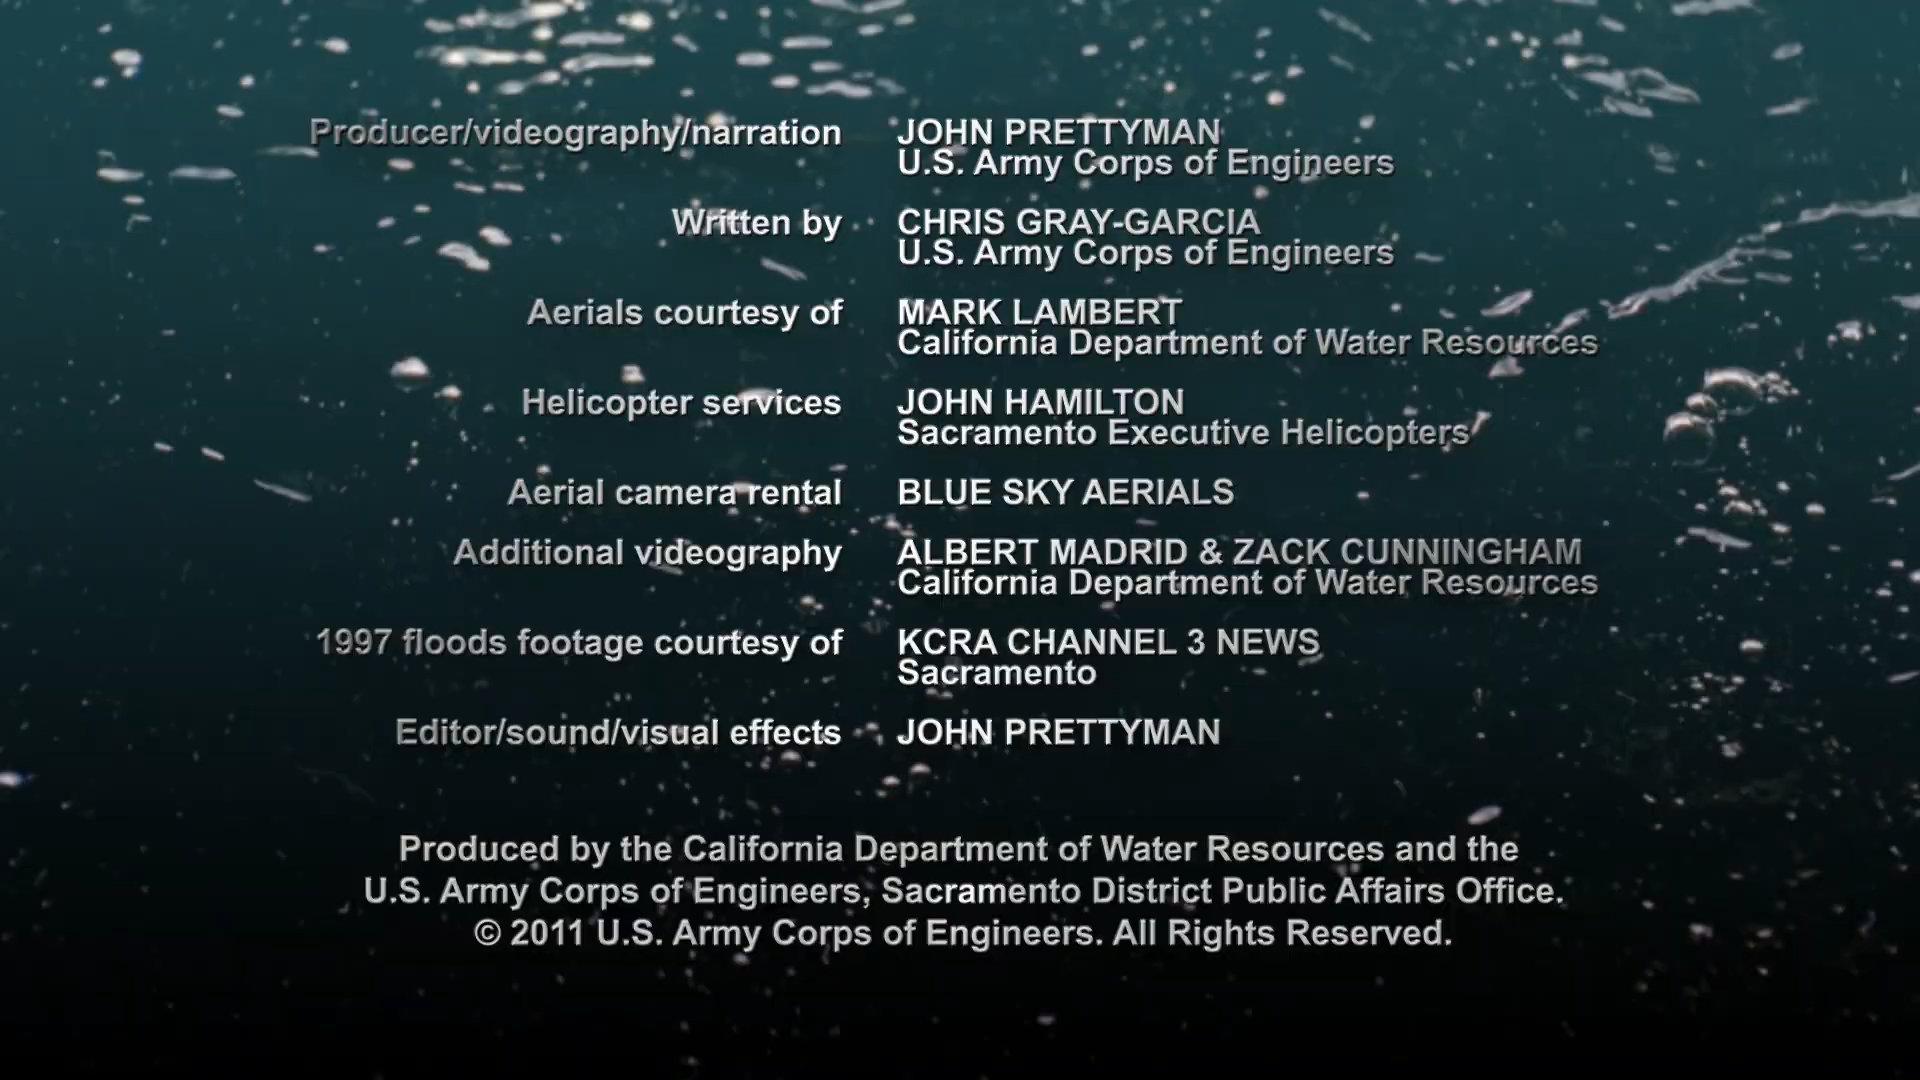 Producer/videography/narration JOHN PRETTYMAN
U.S. Army Corps of Engineers
Written by CHRIS GRAY-GARCIA
U.S. Army Corps of Engineers
Aerials courtesy of MARK LAMBERT
California Department of Water Resources
Helicopter services JOHN HAMILTON
Sacramento Executive Helicopters
Aerial camera rental BLUE SKY AERIALS
Additional videography ALBERT MADRID & ZACK CUNNINGHAM
California Department of Water Resources
1997 floods footage courtesy of KCRA CHANNEL 3 NEWS
Sacramento
Editor/sound/visual effects JOHN PRETTYMAN
Produced by the California Department of Water Resources and the
U.S. Army Corps of Engineers, Sacramento District Public Affairs Office.
© 2011 U.S. Army Corps of Engineers. All Rights Reserved.